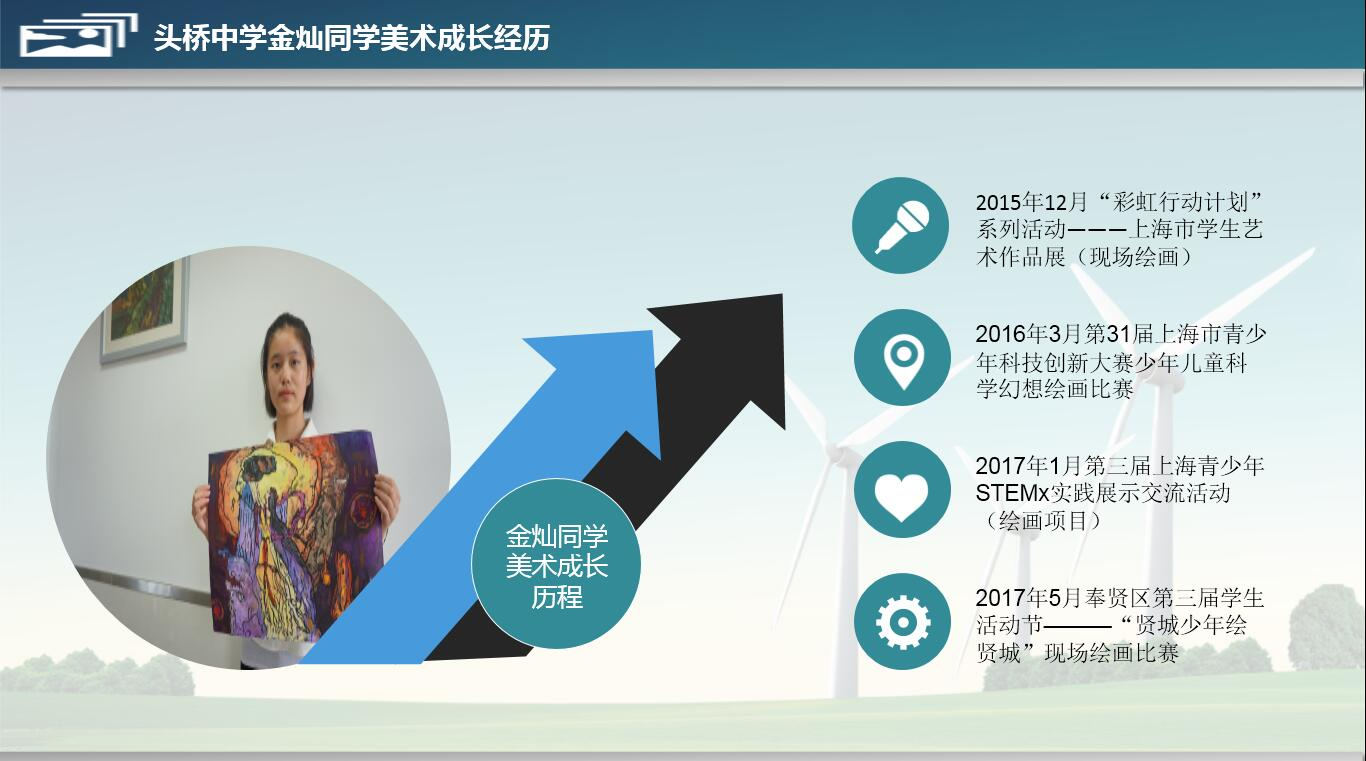 头桥中学金灿同学美术成长经历
2015年12月“彩虹行动计划”
系列活动———上海市学生艺
术作品展（现场绘画）
2016年3月第31届上海市青少
年科技创新大赛少年儿童科
学幻想绘画比赛
2017年1月第三届上海青少年
STEMx实践展示交流活动
（绘画项目）
2017年5月奉贤区第三届学生
活动节———“贤城少年绘
贤城”现场绘画比赛
金灿同学
美术成长
历程